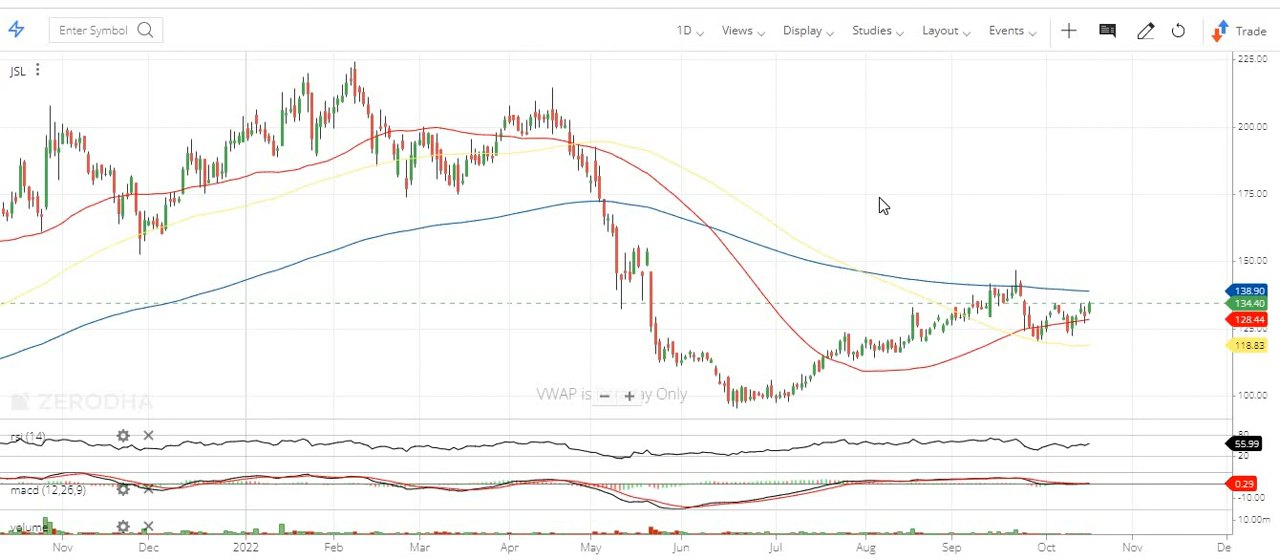 Enter Symbol 1D Views Display Studies Layout Events Trade
JSL
225.00
200.00
175.00
150.00
138.90
134.40
128.44
118.83
100.00
VWAP is
ay Only
ZERODHA
rsi (14)
80
55.99
20
macd (12,26,9)
0.29
-10.00
volume
10.00m
Nov Dec 2022 Feb Mar Apr May Jun Jul Aug Sep Oct Nov De